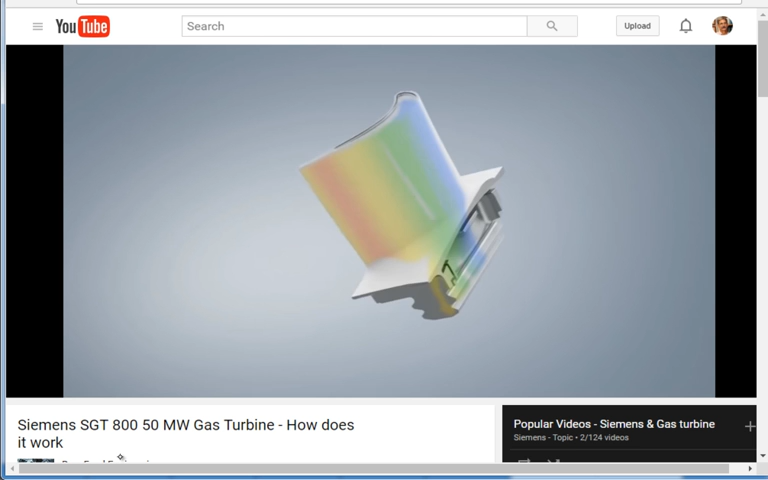 YouTube
Search
Upload
Siemens SGT 800 50 MW Gas Turbine - How does
it work
Popular Videos - Siemens & Gas turbine
Siemens - Topic • 2/124 videos